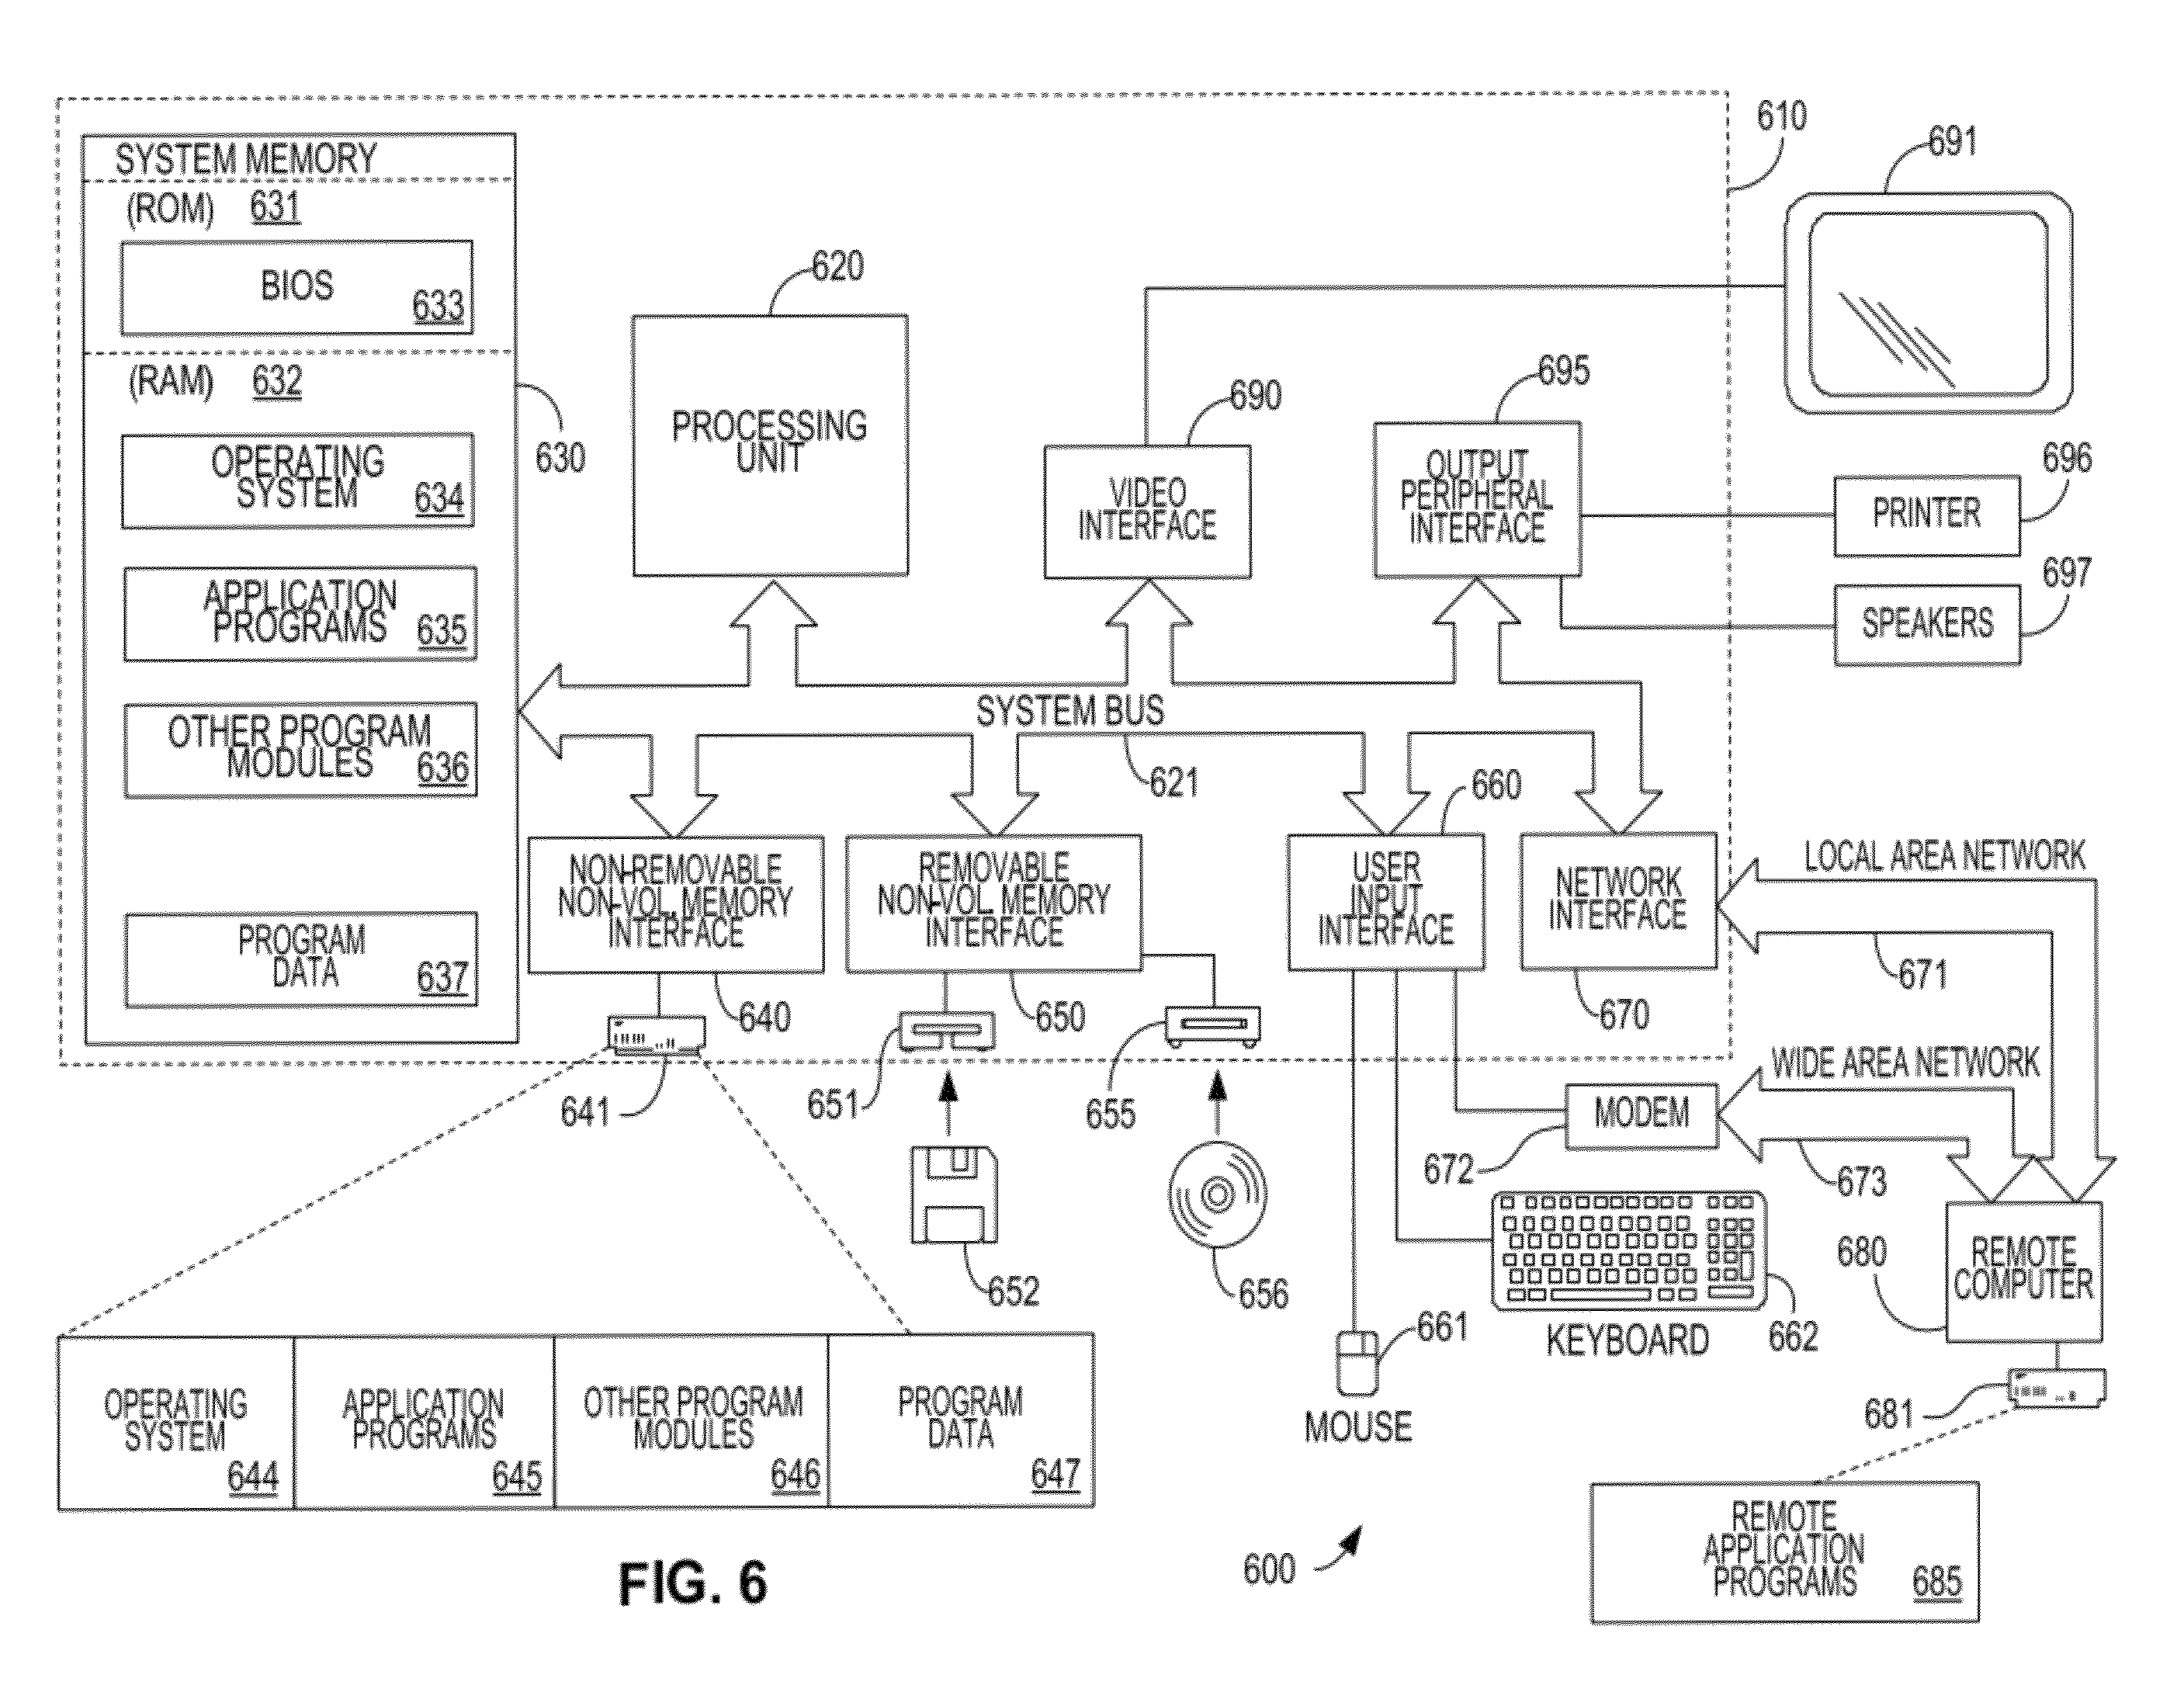 610
691
SYSTEM MEMORY
(ROM) 631
BIOS
633
(RAM) 632
630
OPERATING
SYSTEM
634
APPLICATION
PROGRAMS
635
OTHER PROGRAM
MODULES
636
PROGRAM
DATA
637
620
PROCESSING
UNIT
690
VIDEO
INTERFACE
695
OUTPUT
PERIPHERAL
INTERFACE
696
PRINTER
697
SPEAKERS
SYSTEM BUS
621
NON-REMOVABLE
NON-VOL. MEMORY
INTERFACE
640
REMOVABLE
NON-VOL. MEMORY
INTERFACE
650
660
USER
INPUT
INTERFACE
NETWORK
INTERFACE
670
LOCAL AREA NETWORK
671
WIDE AREA NETWORK
673
MODEM
672
641
651
655
652
656
661
MOUSE
KEYBOARD
662
680
REMOTE
COMPUTER
681
OPERATING
SYSTEM
644
APPLICATION
PROGRAMS
645
OTHER PROGRAM
MODULES
646
PROGRAM
DATA
647
REMOTE
APPLICATION
PROGRAMS
685
600
FIG. 6